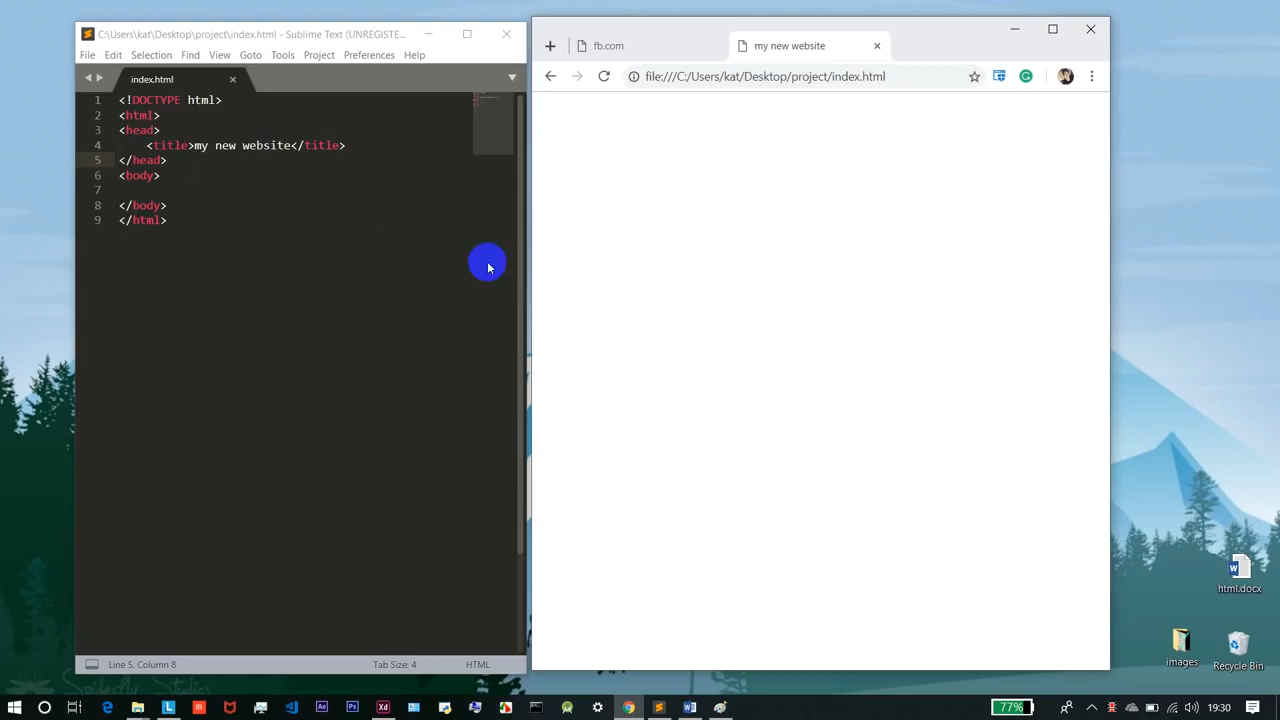 C:\Users\kat\Desktop\project\index.html - Sublime Text (UNREGISTE...
File Edit Selection Find View Goto Tools Project Preferences Help
index.html
1 <!DOCTYPE html>
2 <html>
3 <head>
4 <title>my new website</title>
5 </head>
6 <body>
7
8 </body>
9 </html>
Line 5, Column 8
Tab Size: 4
HTML
fb.com
my new website
file:///C:/Users/kat/Desktop/project/index.html
html.docx
images
Recycle Bin
Spiderfly Studios
77%
19:30